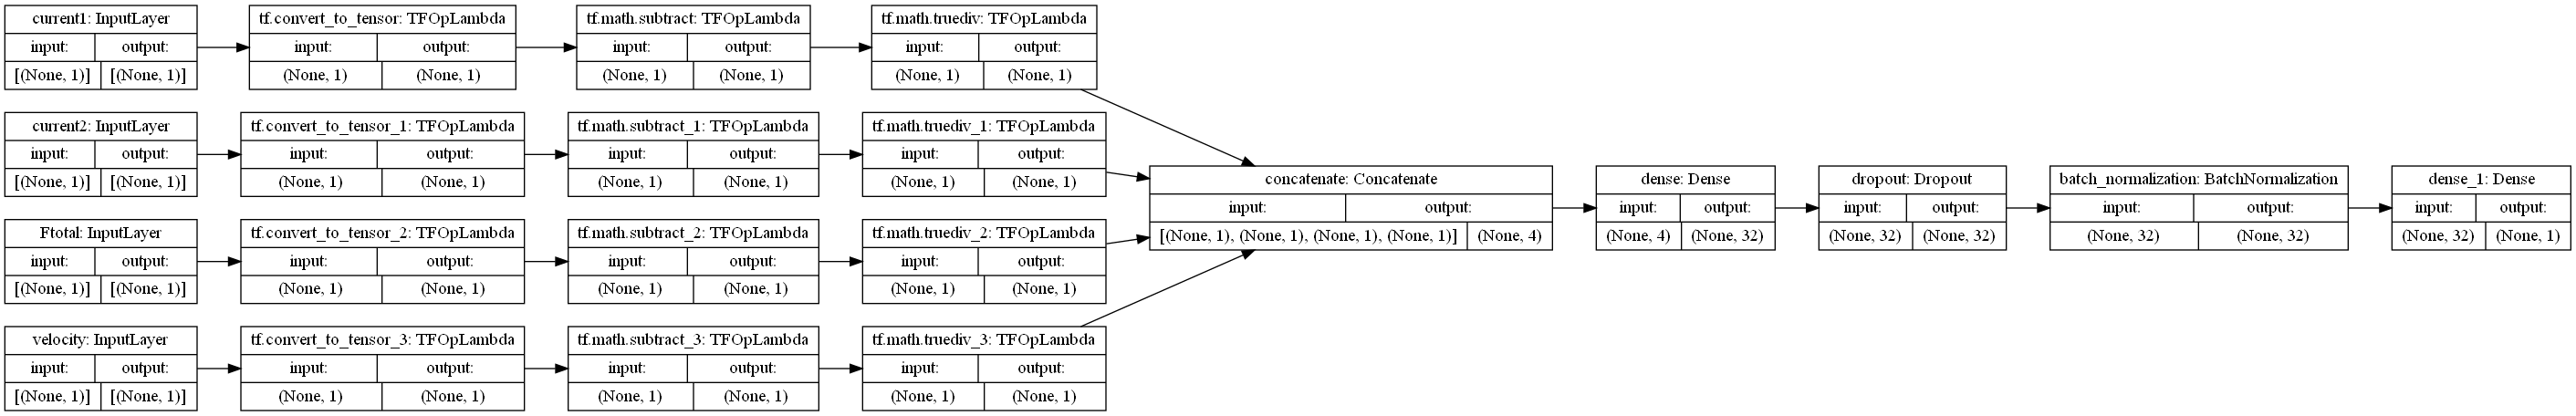 current1: InputLayer
input: output:
[(None, 1)] [(None, 1)]
tf.convert_to_tensor: TFOpLambda
input: output:
(None, 1) (None, 1)
tf.math.subtract: TFOpLambda
input: output:
(None, 1) (None, 1)
tf.math.truediv: TFOpLambda
input: output:
(None, 1) (None, 1)
current2: InputLayer
input: output:
[(None, 1)] [(None, 1)]
tf.convert_to_tensor_1: TFOpLambda
input: output:
(None, 1) (None, 1)
tf.math.subtract_1: TFOpLambda
input: output:
(None, 1) (None, 1)
tf.math.truediv_1: TFOpLambda
input: output:
(None, 1) (None, 1)
Ftotal: InputLayer
input: output:
[(None, 1)] [(None, 1)]
tf.convert_to_tensor_2: TFOpLambda
input: output:
(None, 1) (None, 1)
tf.math.subtract_2: TFOpLambda
input: output:
(None, 1) (None, 1)
tf.math.truediv_2: TFOpLambda
input: output:
(None, 1) (None, 1)
velocity: InputLayer
input: output:
[(None, 1)] [(None, 1)]
tf.convert_to_tensor_3: TFOpLambda
input: output:
(None, 1) (None, 1)
tf.math.subtract_3: TFOpLambda
input: output:
(None, 1) (None, 1)
tf.math.truediv_3: TFOpLambda
input: output:
(None, 1) (None, 1)
concatenate: Concatenate
input: output:
[(None, 1), (None, 1), (None, 1), (None, 1)] (None, 4)
dense: Dense
input: output:
(None, 4) (None, 32)
dropout: Dropout
input: output:
(None, 32) (None, 32)
batch_normalization: BatchNormalization
input: output:
(None, 32) (None, 32)
dense_1: Dense
input: output:
(None, 32) (None, 1)